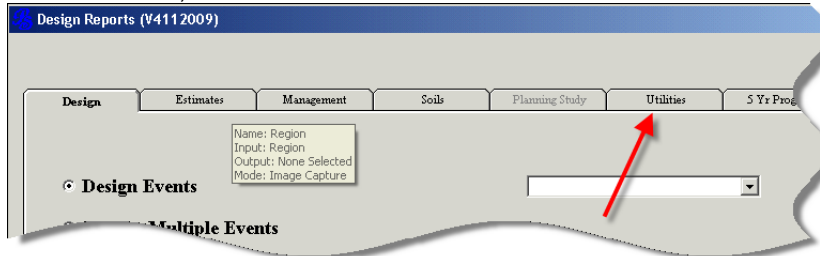 Design Reports (V4112009)
Design Estimates Management Soils Planning Study Utilities 5 Yr Prog
Name: Region
Input: Region
Output: None Selected
Mode: Image Capture
Design Events
Multiple Events